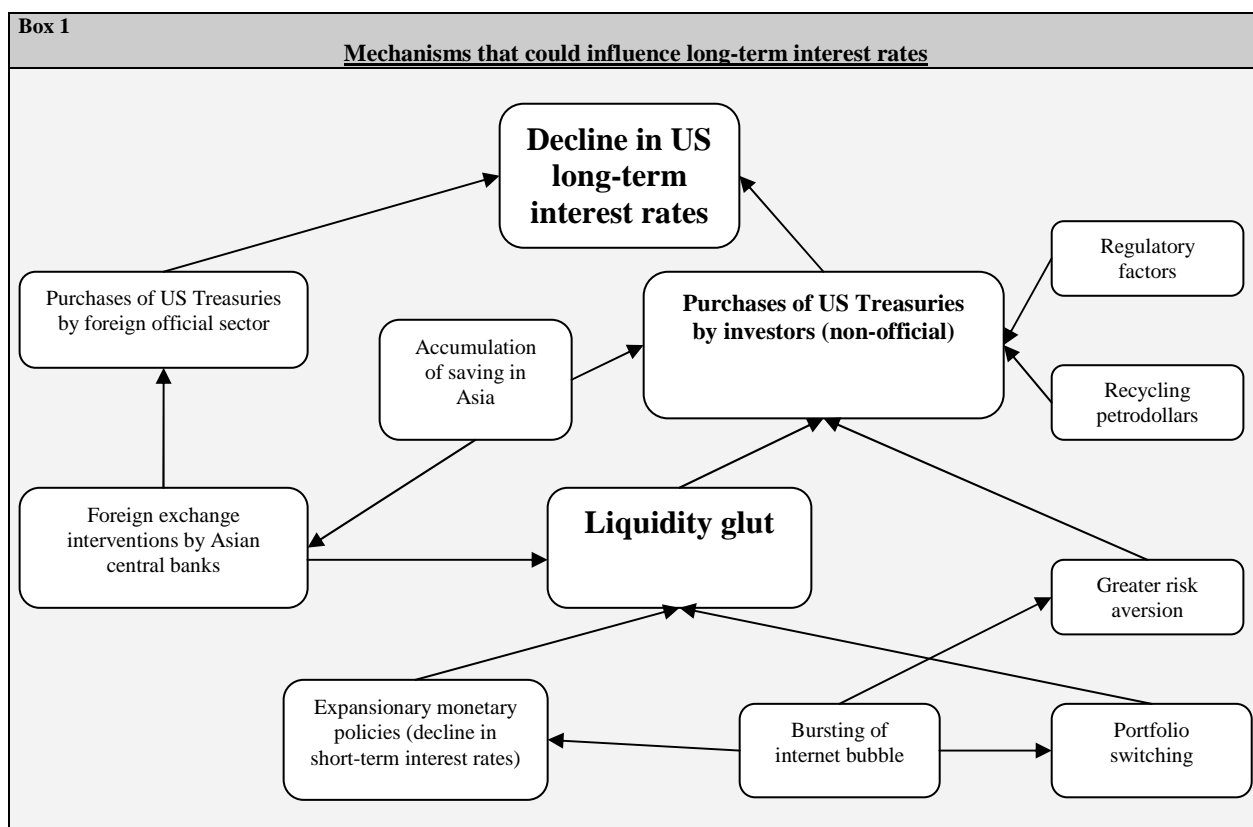 Box 1
Mechanisms that could influence long-term interest rates
Decline in US
long-term
interest rates
Regulatory
factors
Purchases of US Treasuries
by foreign official sector
Purchases of US Treasuries
by investors (non-official)
Accumulation
of saving in
Asia
Recycling
petrodollars
Foreign exchange
interventions by Asian
central banks
Liquidity glut
Greater risk
aversion
Expansionary monetary
policies (decline in
short-term interest rates)
Bursting of
internet bubble
Portfolio
switching